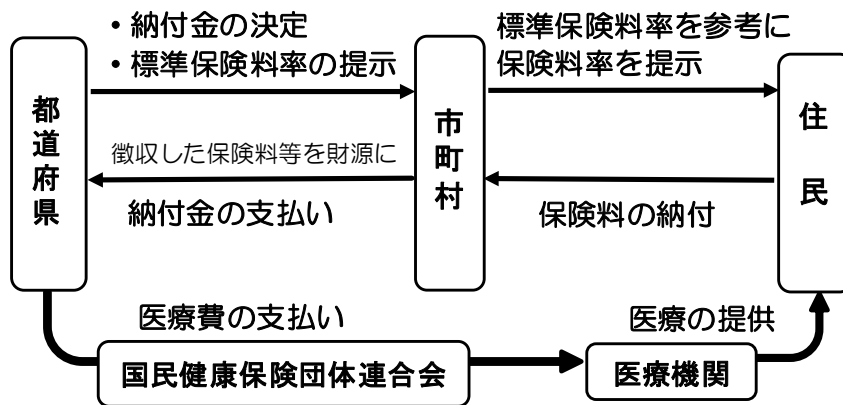 ・納付金の決定
・標準保険料率の提示
標準保険料率を参考に
保険料率を提示
都道府県
市町村
住民
徴収した保険料等を財源に
納付金の支払い
保険料の納付
医療費の支払い
医療の提供
国民健康保険団体連合会
医療機関